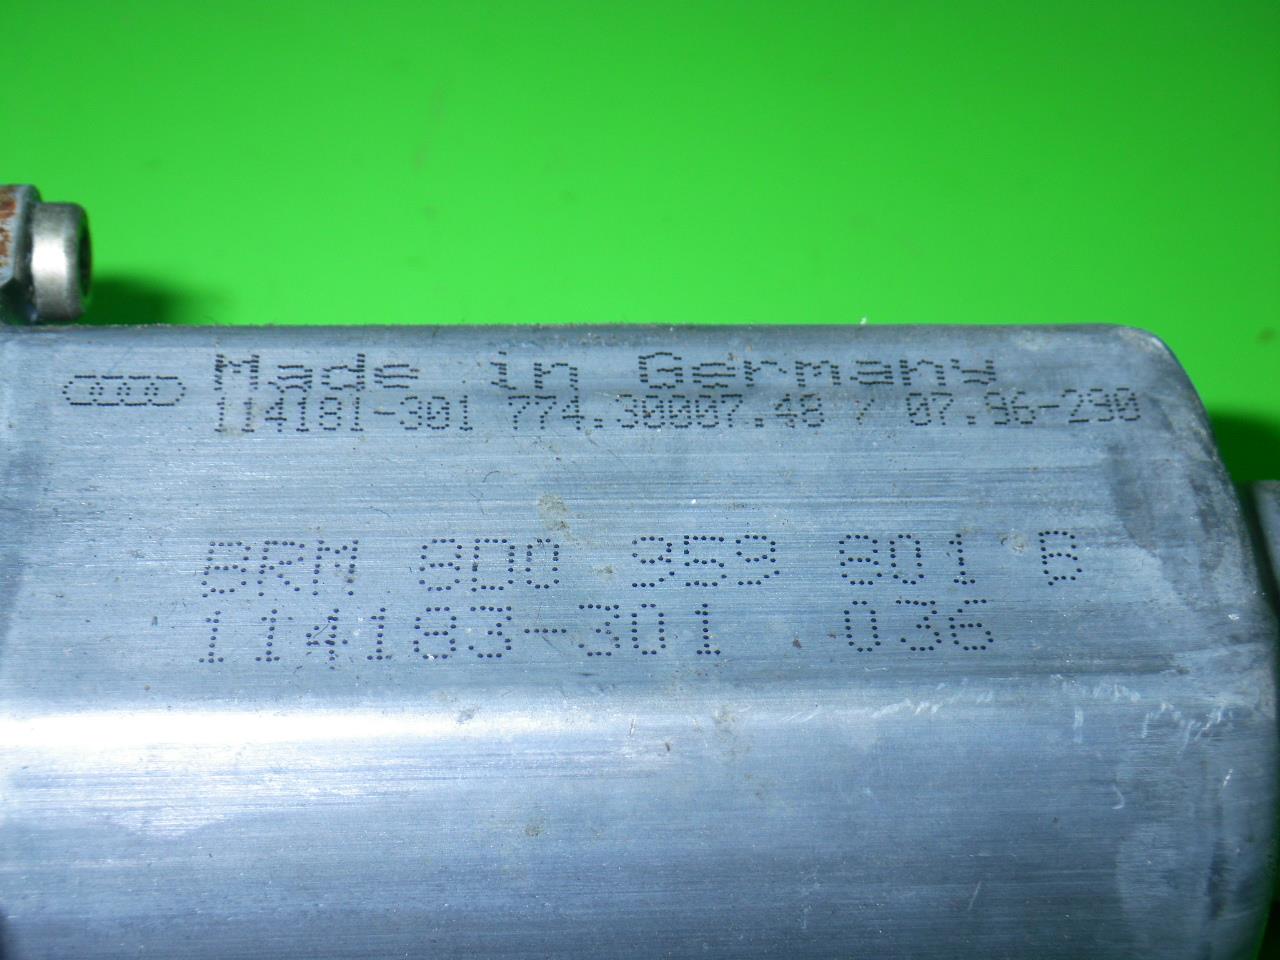 Made in Germany
114181-301 774.30007.48 / 07.96-290
BRM 8D0 959 801 B
114183-301 036